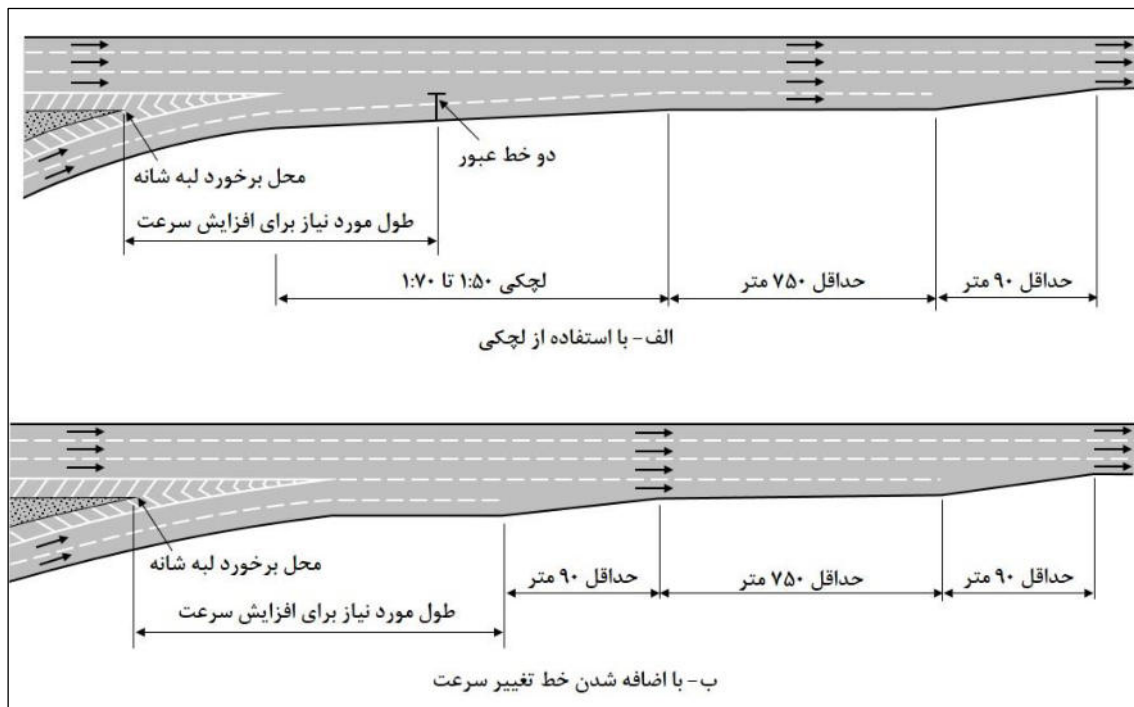 دو خط عبور
محل برخورد لبه شانه
طول مورد نیاز برای افزایش سرعت
لچکی ۱:۵۰ تا ۱:۷۰
حداقل ۷۵۰ متر
حداقل ۹۰ متر
الف- با استفاده از لچکی
محل برخورد لبه شانه
حداقل ۹۰ متر
حداقل ۷۵۰ متر
حداقل ۹۰ متر
طول مورد نیاز برای افزایش سرعت
ب- با اضافه شدن خط تغییر سرعت